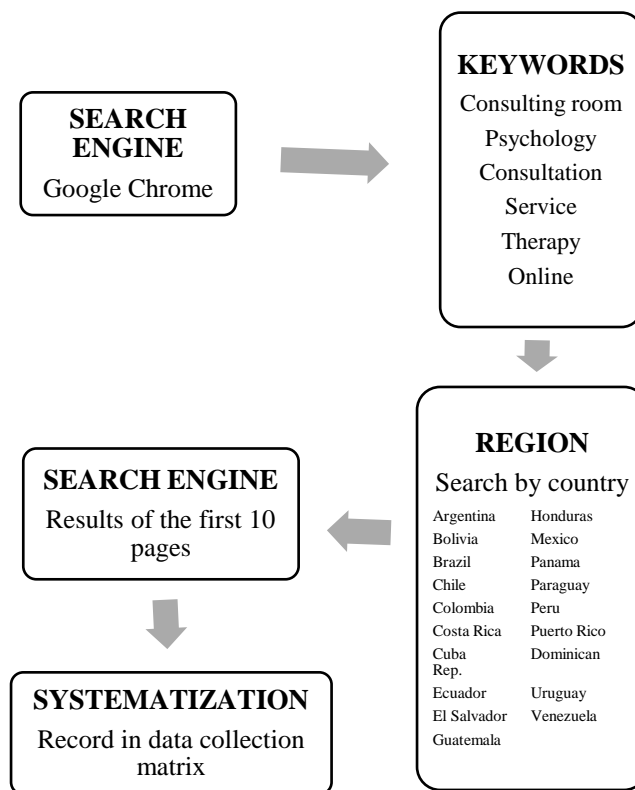 SEARCH
ENGINE
Google Chrome
KEYWORDS
Consulting room
Psychology
Consultation
Service
Therapy
Online
REGION
Search by country
Argentina Honduras
Bolivia Mexico
Brazil Panama
Chile Paraguay
Colombia Peru
Costa Rica Puerto Rico
Cuba Dominican
Rep.
Ecuador Uruguay
El Salvador Venezuela
Guatemala
SEARCH ENGINE
Results of the first 10
pages
SYSTEMATIZATION
Record in data collection
matrix